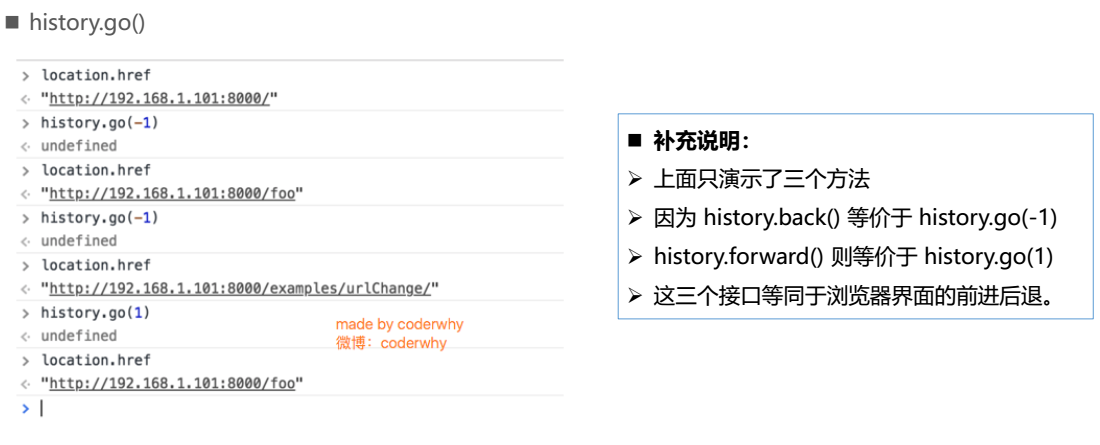 ■ history.go()
> location.href
<· "http://192.168.1.101:8000/"
> history.go(-1)
<· undefined
> location.href
<· "http://192.168.1.101:8000/foo"
> history.go(-1)
<· undefined
> location.href
<· "http://192.168.1.101:8000/examples/urlChange/"
> history.go(1)
<· undefined
> location.href
<· "http://192.168.1.101:8000/foo"
>
made by coderwhy
微博：coderwhy
■ 补充说明：
➢ 上面只演示了三个方法
➢ 因为 history.back() 等价于 history.go(-1)
➢ history.forward() 则等价于 history.go(1)
➢ 这三个接口等同于浏览器界面的前进后退。